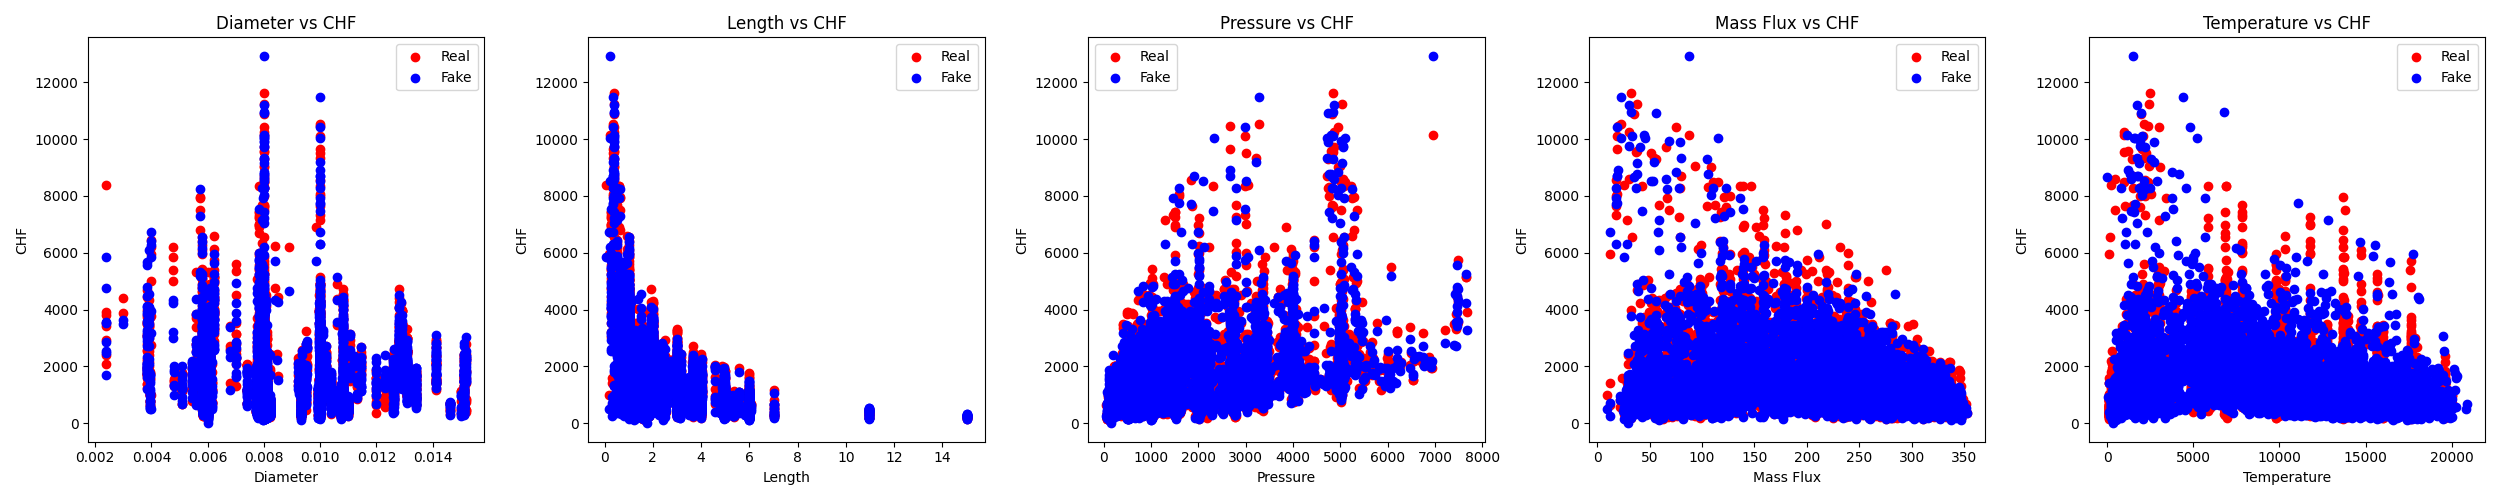 Diameter vs CHF
Real
Fake
12000
10000
8000
6000
4000
2000
0
CHF
0.002 0.004 0.006 0.008 0.010 0.012 0.014
Diameter
Length vs CHF
Real
Fake
12000
10000
8000
6000
4000
2000
0
CHF
0 2 4 6 8 10 12 14
Length
Pressure vs CHF
Real
Fake
12000
10000
8000
6000
4000
2000
0
CHF
0 1000 2000 3000 4000 5000 6000 7000 8000
Pressure
Mass Flux vs CHF
Real
Fake
12000
10000
8000
6000
4000
2000
0
CHF
0 50 100 150 200 250 300 350
Mass Flux
Temperature vs CHF
Real
Fake
12000
10000
8000
6000
4000
2000
0
CHF
0 5000 10000 15000 20000
Temperature